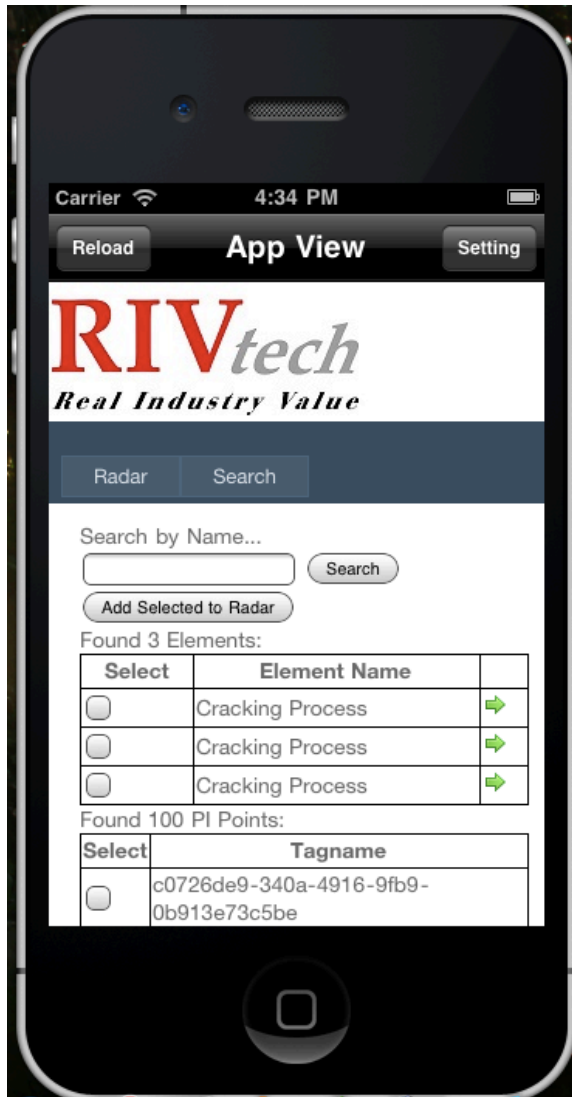 Carrier 4:34 PM
Reload App View Setting
RIVtech
Real Industry Value
Radar Search
Search by Name...
Search
Add Selected to Radar
Found 3 Elements:
Select Element Name
Cracking Process
Cracking Process
Cracking Process
Found 100 PI Points:
Select Tagname
c0726de9-340a-4916-9fb9-
0b913e73c5be